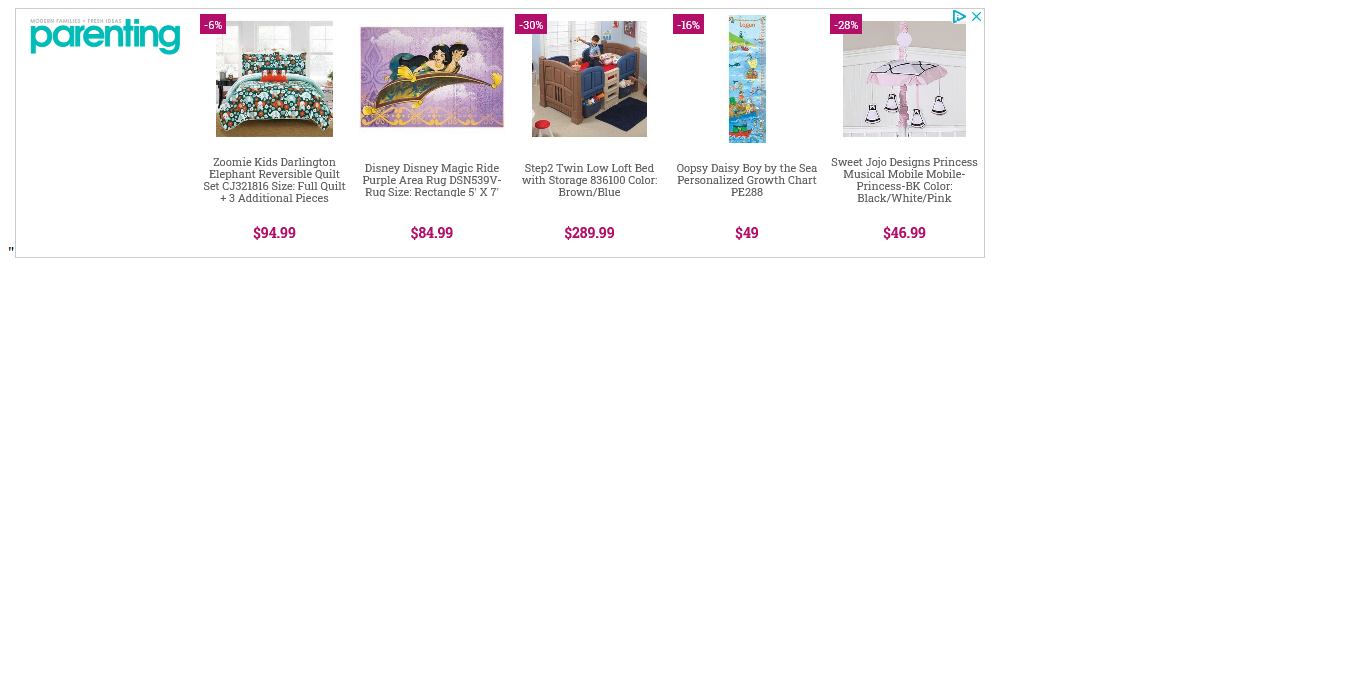 MODERN FAMILIES + FRESH IDEAS
parenting
-6%
Zoomie Kids Darlington
Elephant Reversible Quilt
Set CJ321816 Size: Full Quilt
+ 3 Additional Pieces
$94.99
Disney Disney Magic Ride
Purple Area Rug DSN539V-
Rug Size: Rectangle 5' X 7'
$84.99
-30%
Step2 Twin Low Loft Bed
with Storage 836100 Color:
Brown/Blue
$289.99
-16%
Logan
Oopsy Daisy Boy by the Sea
Personalized Growth Chart
PE288
$49
-28%
Sweet Jojo Designs Princess
Musical Mobile Mobile-
Princess-BK Color:
Black/White/Pink
$46.99
"